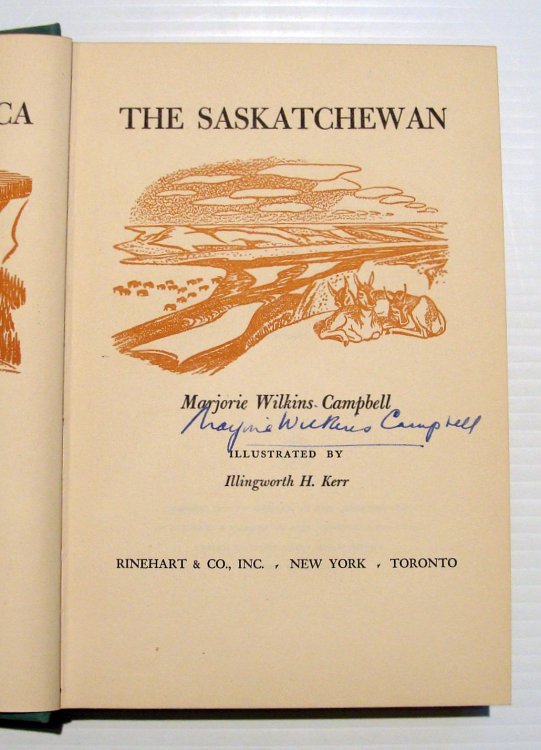 CA
THE SASKATCHEWAN
Marjorie Wilkins Campbell
Marjorie Wilkins Campbell
ILLUSTRATED BY
Illingworth H. Kerr
RINEHART & CO., INC. , NEW YORK , TORONTO